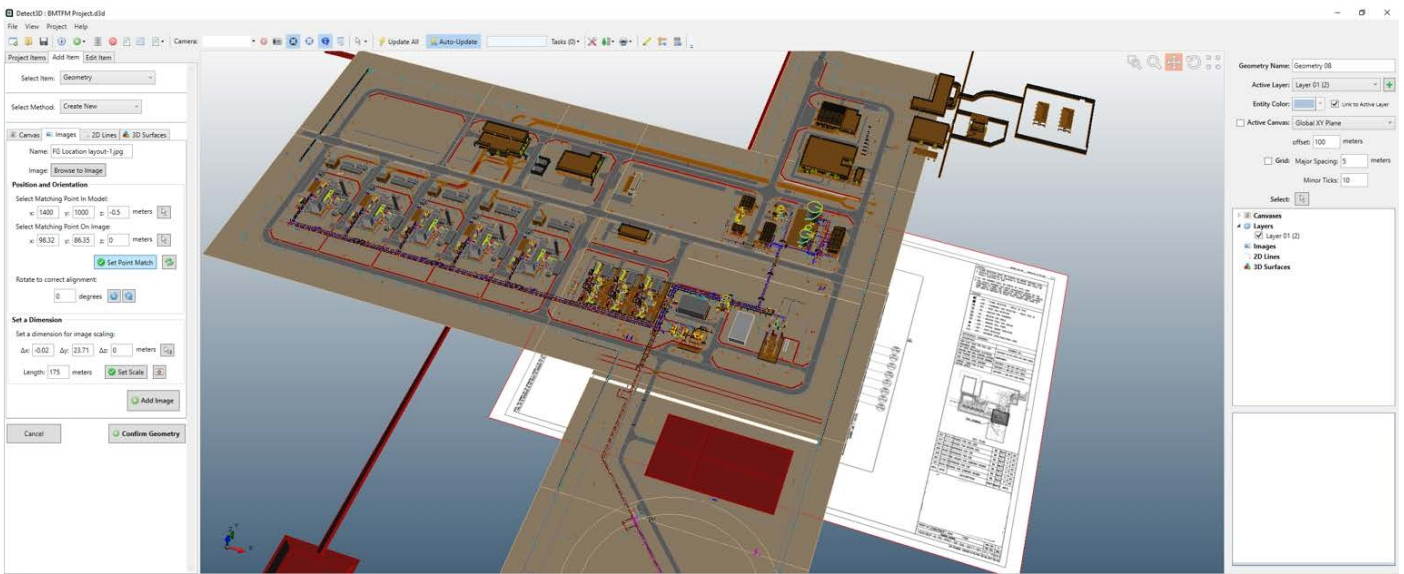 Detect3D : BMTFM Project.d3d
File View Project Help
Camera: Update All Auto-Update Tasks (0)
Project Items Add Item Edit Item
Select Item: Geometry
Select Method: Create New
Canvas Images 2D Lines 3D Surfaces
Name: FG Location layout-1.jpg
Image: Browse to Image
Position and Orientation
Select Matching Point In Model:
x: 1400 y: 1000 z: -0.5 meters
Select Matching Point On Image:
x: 98.32 y: 86.35 z: 0 meters
Set Point Match
Rotate to correct alignment:
0 degrees
Set a Dimension
Set a dimension for image scaling:
Δx: -0.02 Δy: 23.71 Δz: 0 meters
Length: 175 meters Set Scale
Add Image
Cancel Confirm Geometry
Geometry Name: Geometry 08
Active Layer: Layer 01 (2)
Entity Color: Link to Active Layer
Active Canvas: Global XY Plane
offset: 100 meters
Grid: Major Spacing: 5 meters
Minor Ticks: 10
Select:
Canvases
Layers
Layer 01 (2)
Images
2D Lines
3D Surfaces